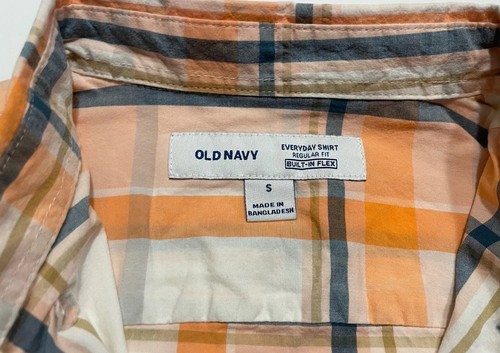 OLD NAVY
EVERYDAY SHIRT
REGULAR FIT
BUILT-IN FLEX
S
MADE IN
BANGLADESH